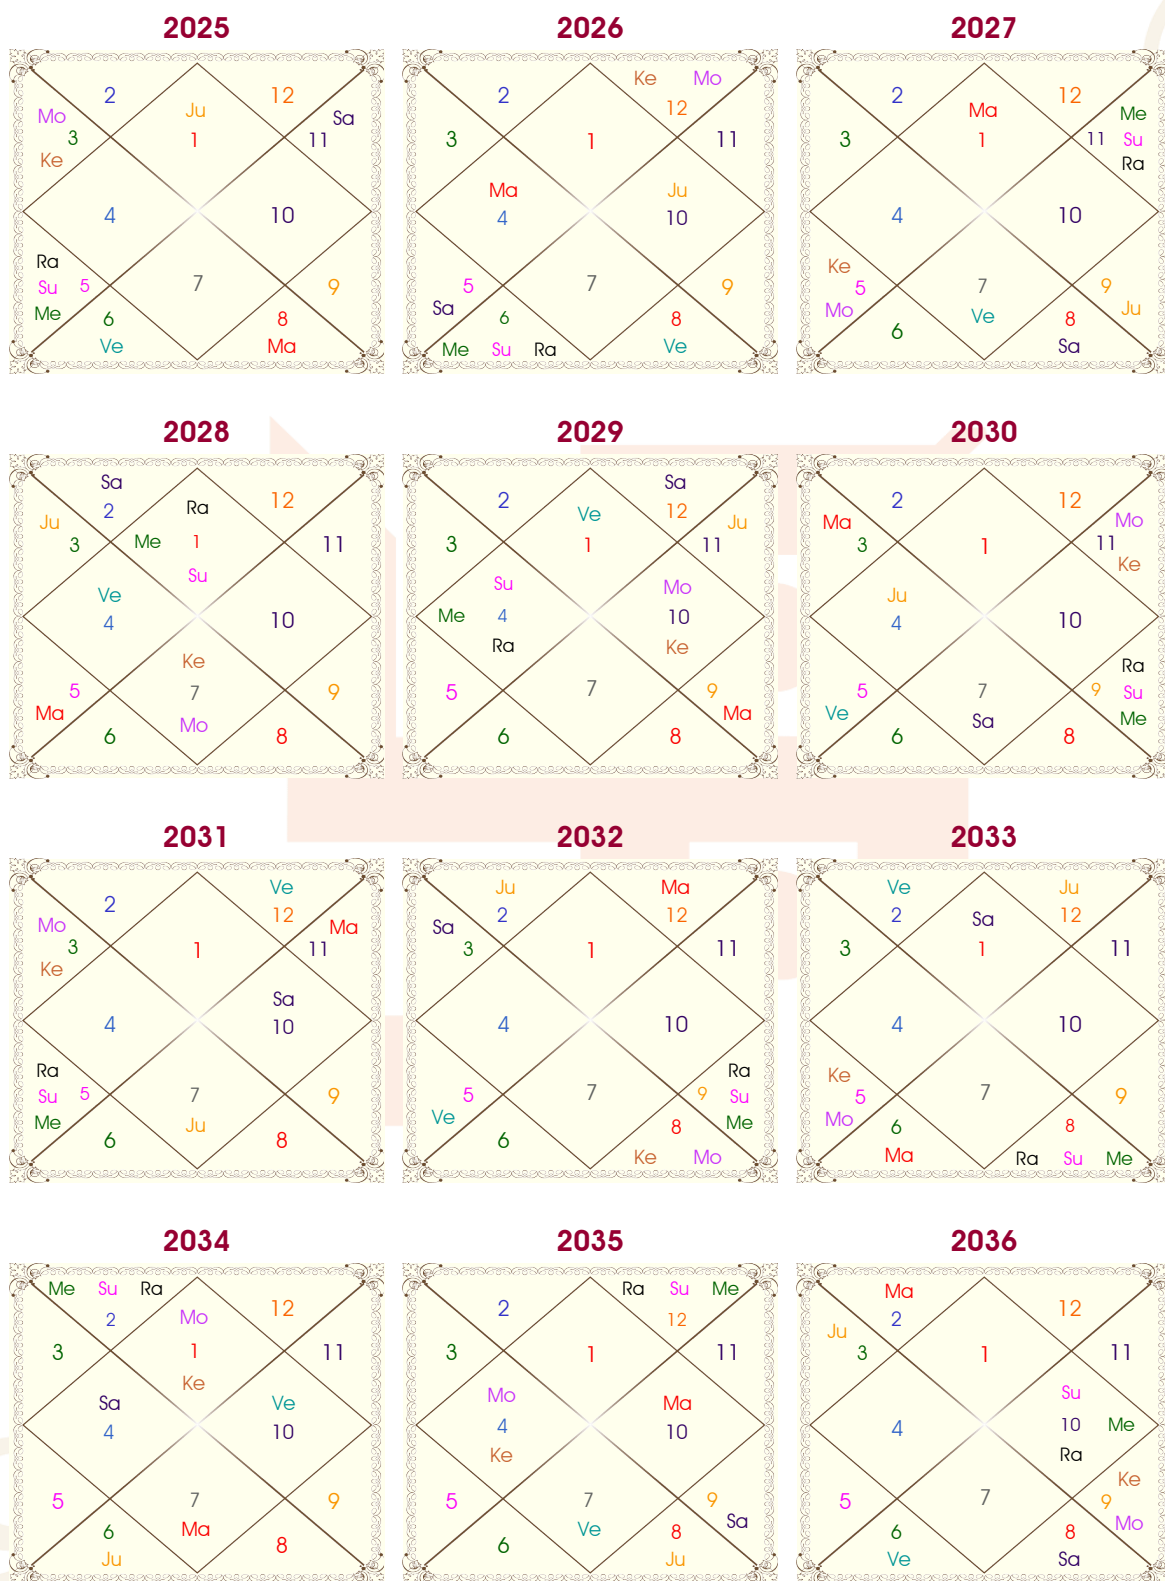 2025 2026 2027
2 Ju 12 Mo 3 1 Sa 11 Ke
4 10
Ra Su 5 Me 7 9
6 Ve 8 Ma
2 Ke Mo 12
3 1 11
Ma 4 Ju 10
5 Sa 7 9
6 Me Su Ra 8 Ve
2 Ma 12 3 1 Me 11 Su Ra
4 10
Ke 5 Mo 7 Ve 9 Ju
6 8 Sa
2028 2029 2030
Sa 2 Ra 12
Ju 3 Me 1 Su 11
Ve 4 10
5 Ma Ke 7 Mo 9
6 8
2 Ve Sa 12
3 1 11 Ju
Su Me 4 Ra Mo 10 Ke
5 7 9 Ma
6 8
2 12
Ma 3 1 Mo 11 Ke
Ju 4 10
5 Ve 7 Sa Ra 9 Su Me
6 8
2031 2032 2033
2 Ve 12
Mo 3 Ke 1 11 Ma
4 Sa 10
Ra Su 5 Me 7 Ju 9
6 8
Ju 2 Ma 12
Sa 3 1 11
4 10
5 Ve 7 Ra 9 Su Me
6 8 Ke Mo
Ve 2 Sa Ju 12
3 1 11
4 10
Ke 5 Mo 7 9
6 Ma 8 Ra Su Me
2034 2035 2036
Me Su Ra 2 Mo 12
3 1 Ke 11
Sa 4 Ve 10
5 7 Ma 9
6 Ju 8
2 Ra Su Me 12
3 1 11
Mo 4 Ke Ma 10
5 7 Ve 9 Sa
6 8 Ju
Ma 2 12
Ju 3 1 11
4 Su 10 Me Ra
5 7 Ke 9 Mo
6 Ve 8 Sa